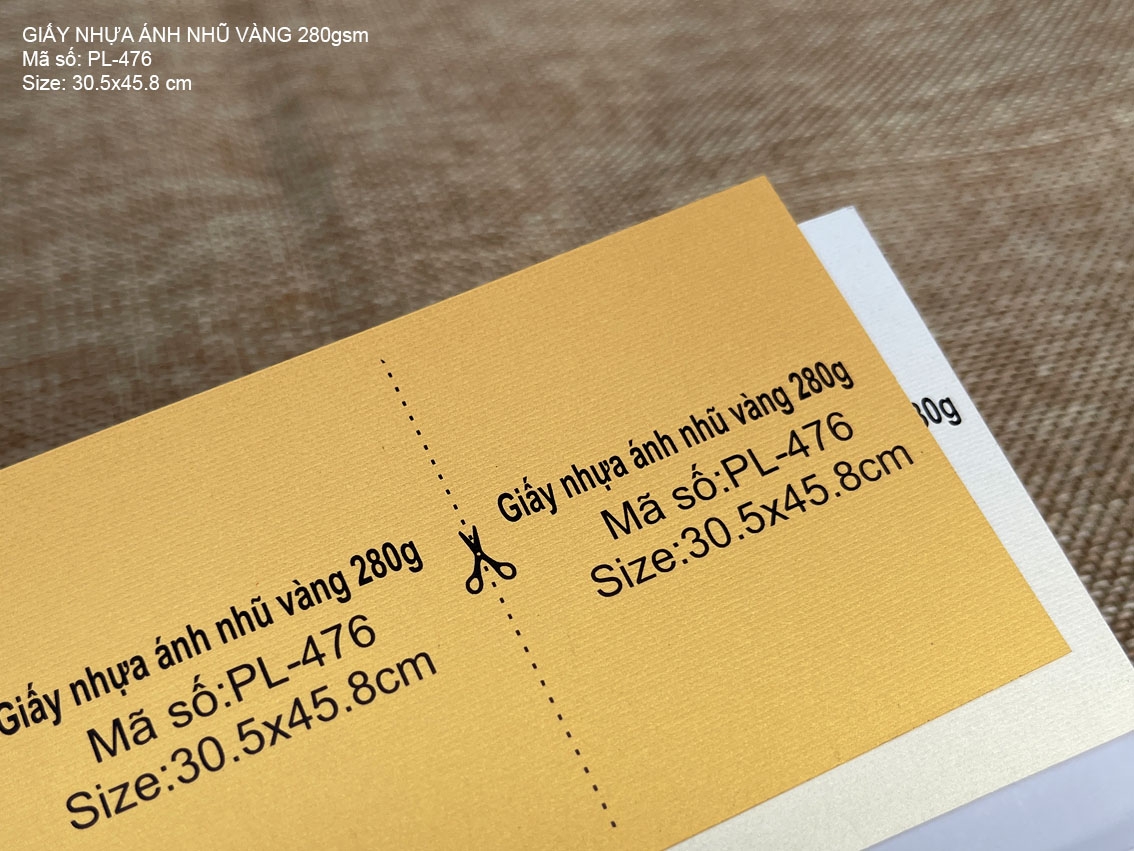 GIẤY NHỰA ÁNH NHŨ VÀNG 280gsm
Mã số: PL-476
Size: 30.5x45.8 cm
Giấy nhựa ánh nhũ vàng 280g
Mã số:PL-476
Size:30.5x45.8cm
Giấy nhựa ánh nhũ vàng 280g
Mã số:PL-476
Size:30.5x45.8cm